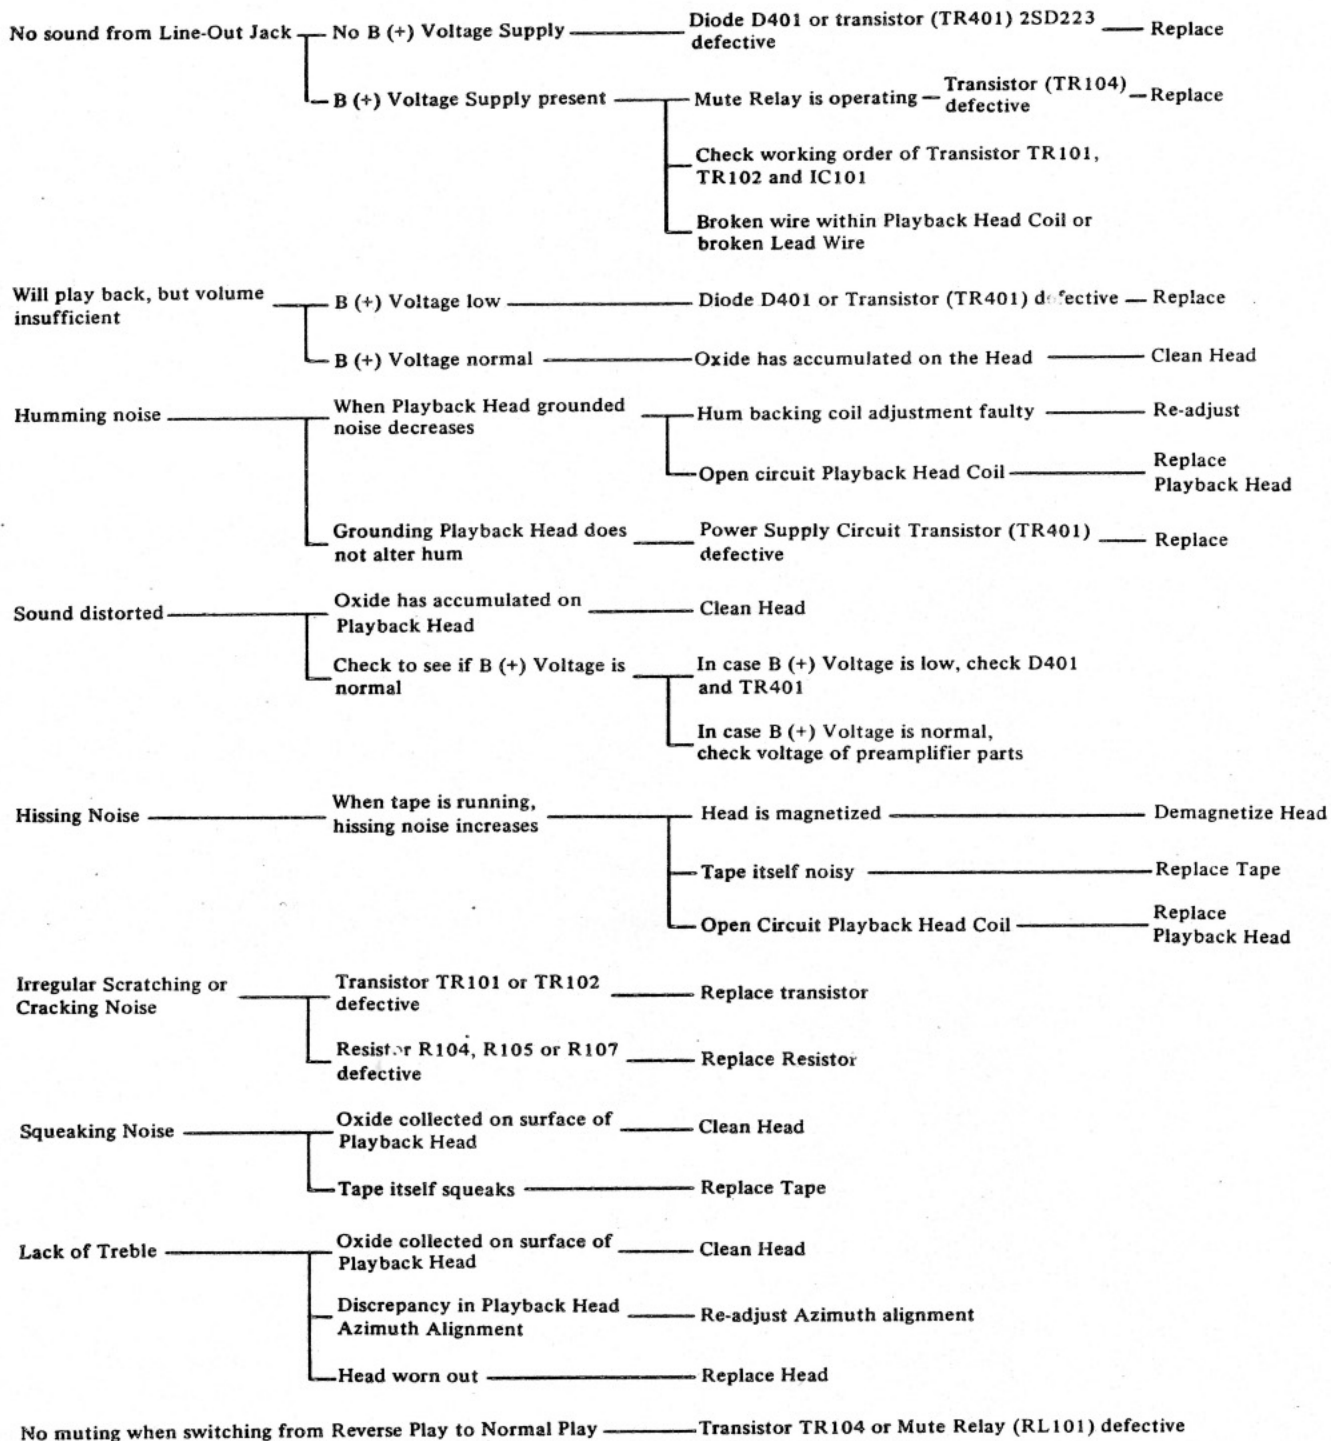 No sound from Line-Out Jack
No B (+) Voltage Supply
Diode D401 or transistor (TR401) 2SD223
defective
Replace
B (+) Voltage Supply present
Mute Relay is operating
Transistor (TR104)
defective
Replace
Check working order of Transistor TR101,
TR102 and IC101
Broken wire within Playback Head Coil or
broken Lead Wire
Will play back, but volume
insufficient
B (+) Voltage low
Diode D401 or Transistor (TR401) defective
Replace
B (+) Voltage normal
Oxide has accumulated on the Head
Clean Head
Humming noise
When Playback Head grounded
noise decreases
Hum backing coil adjustment faulty
Re-adjust
Open circuit Playback Head Coil
Replace
Playback Head
Grounding Playback Head does
not alter hum
Power Supply Circuit Transistor (TR401)
defective
Replace
Sound distorted
Oxide has accumulated on
Playback Head
Clean Head
Check to see if B (+) Voltage is
normal
In case B (+) Voltage is low, check D401
and TR401
In case B (+) Voltage is normal,
check voltage of preamplifier parts
Hissing Noise
When tape is running,
hissing noise increases
Head is magnetized
Demagnetize Head
Tape itself noisy
Replace Tape
Open Circuit Playback Head Coil
Replace
Playback Head
Irregular Scratching or
Cracking Noise
Transistor TR101 or TR102
defective
Replace transistor
Resistor R104, R105 or R107
defective
Replace Resistor
Squeaking Noise
Oxide collected on surface of
Playback Head
Clean Head
Tape itself squeaks
Replace Tape
Lack of Treble
Oxide collected on surface of
Playback Head
Clean Head
Discrepancy in Playback Head
Azimuth Alignment
Re-adjust Azimuth alignment
Head worn out
Replace Head
No muting when switching from Reverse Play to Normal Play
Transistor TR104 or Mute Relay (RL101) defective